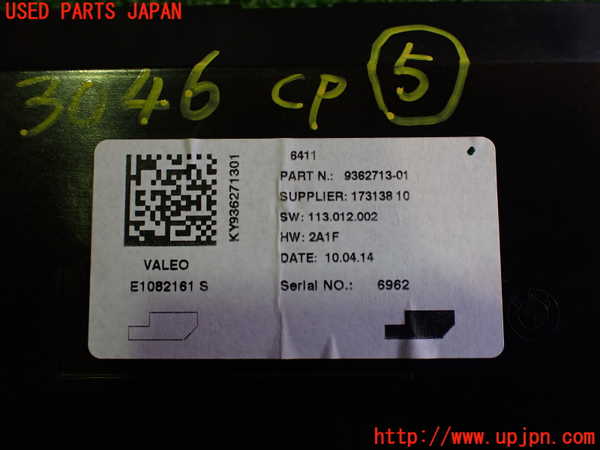 USED PARTS JAPAN
3046 CP 5
6411
PART N.: 9362713-01
SUPPLIER: 173138 10
SW: 113.012.002
HW: 2A1F
DATE: 10.04.14
Serial NO.: 6962
KY936271301
VALEO
E1082161 S
http://www.upjpn.com/